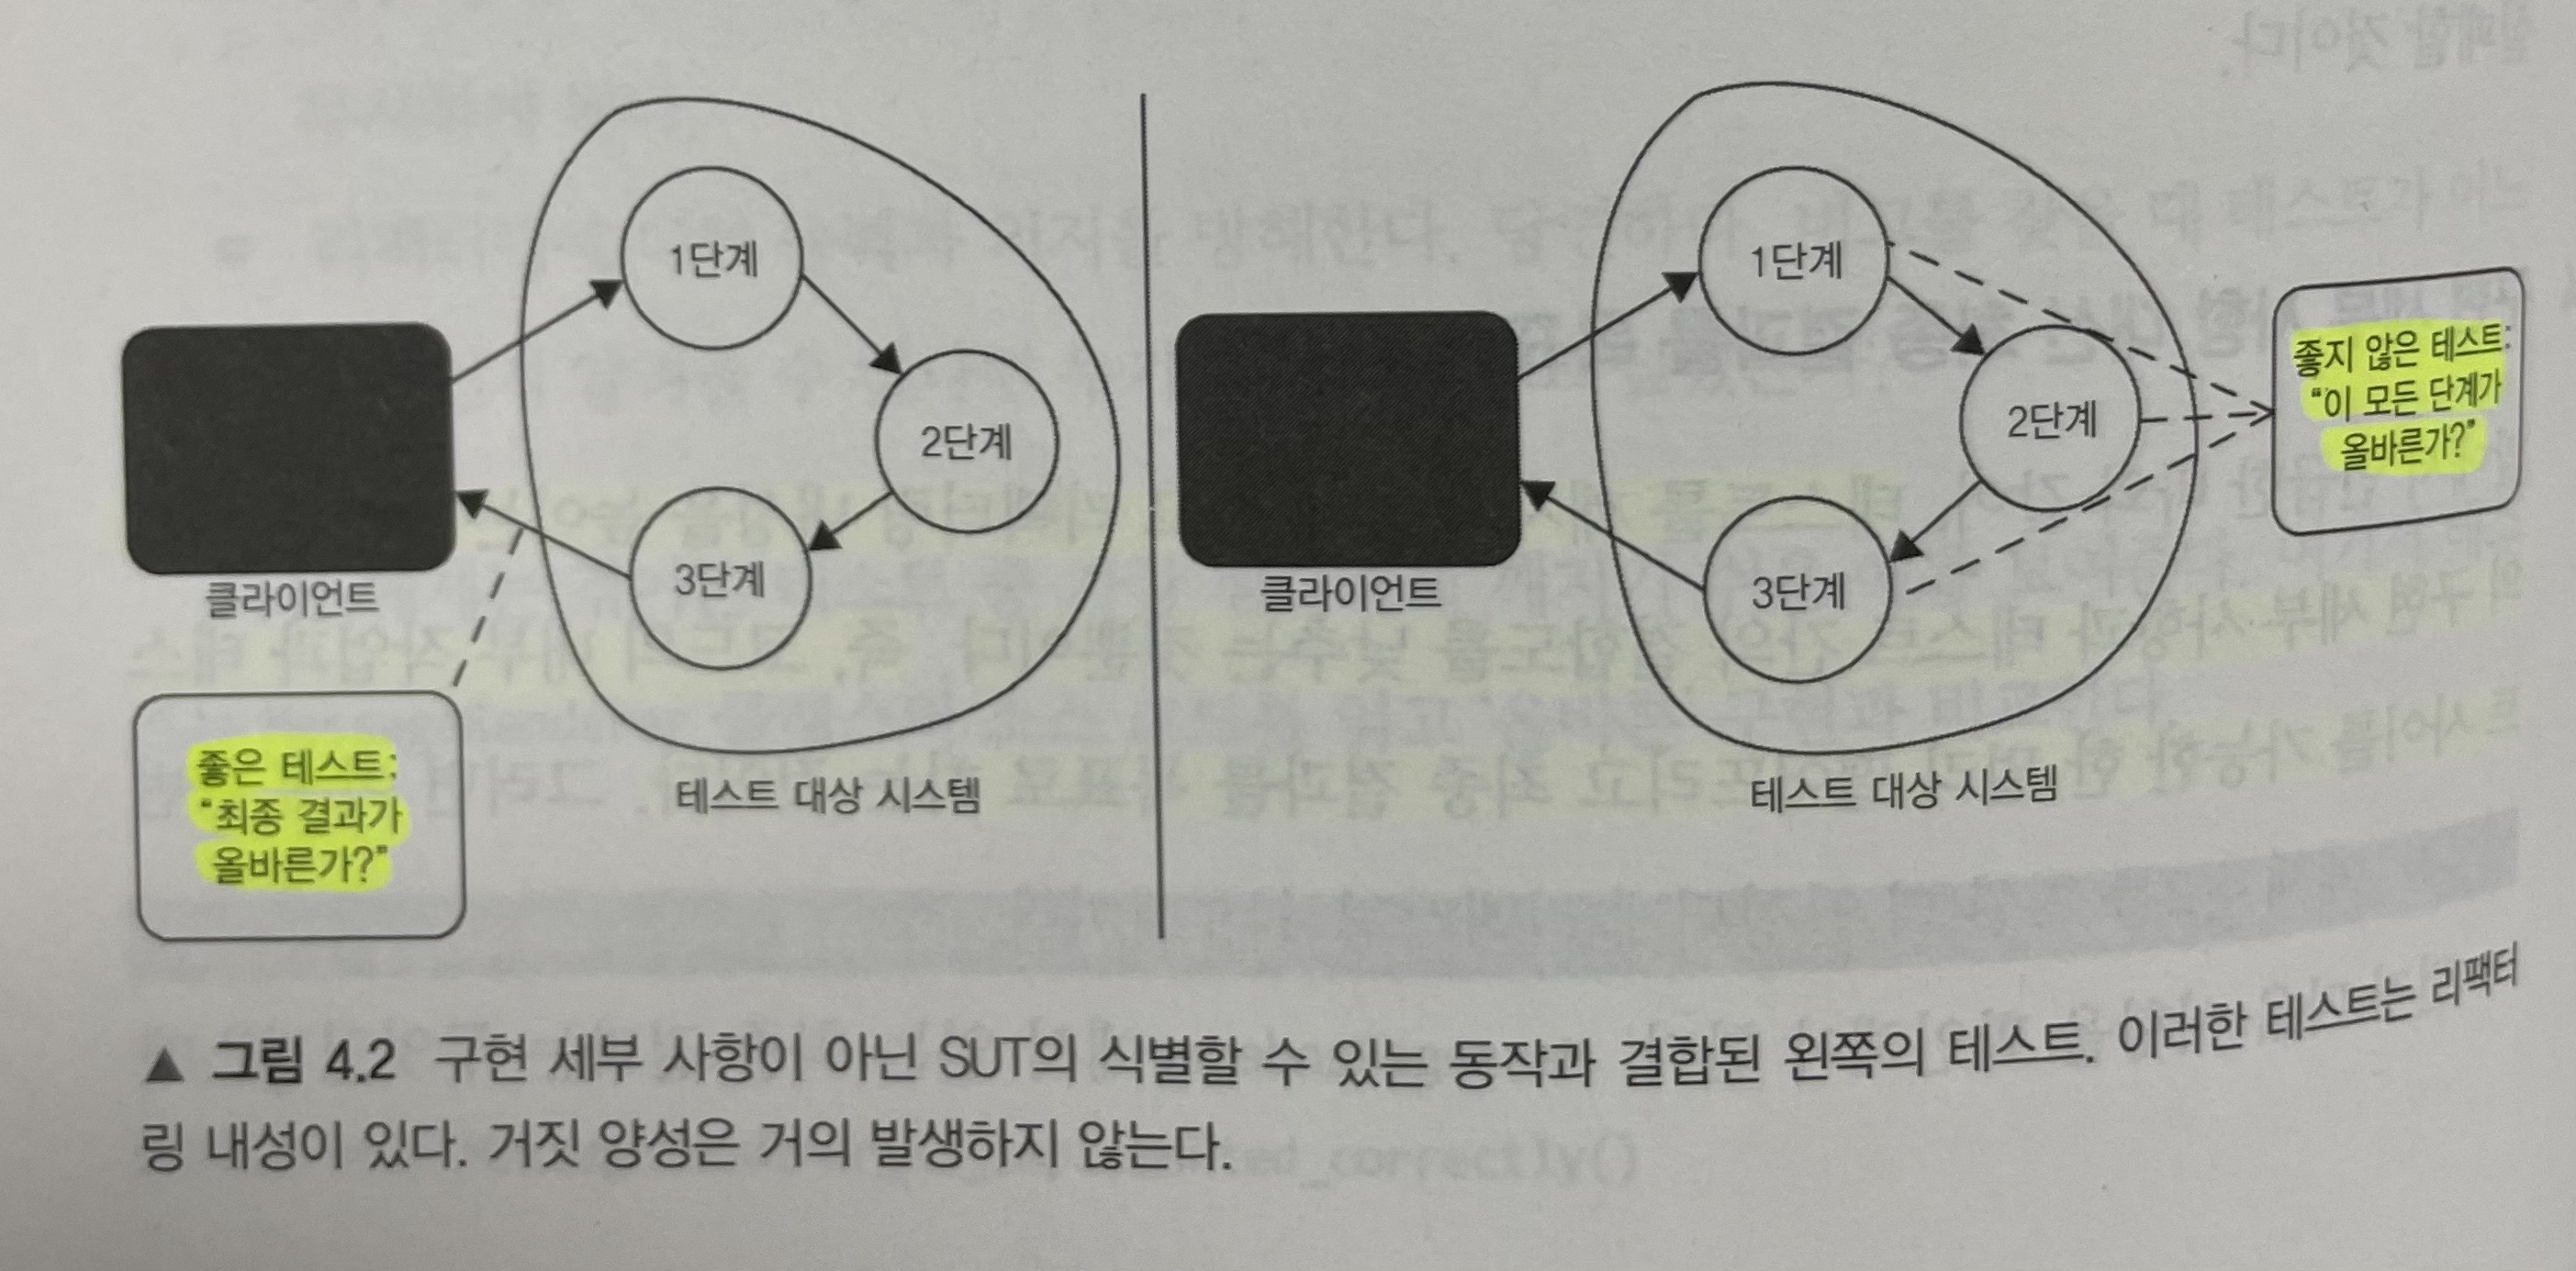 1단계
2단계
3단계
클라이언트
좋은 테스트:
"최종 결과가
올바른가?"
테스트 대상 시스템
1단계
2단계
3단계
클라이언트
좋지 않은 테스트:
"이 모든 단계가
올바른가?"
테스트 대상 시스템
▲ 그림 4.2 구현 세부 사항이 아닌 SUT의 식별할 수 있는 동작과 결합된 왼쪽의 테스트. 이러한 테스트는 리팩터
링 내성이 있다. 거짓 양성은 거의 발생하지 않는다.